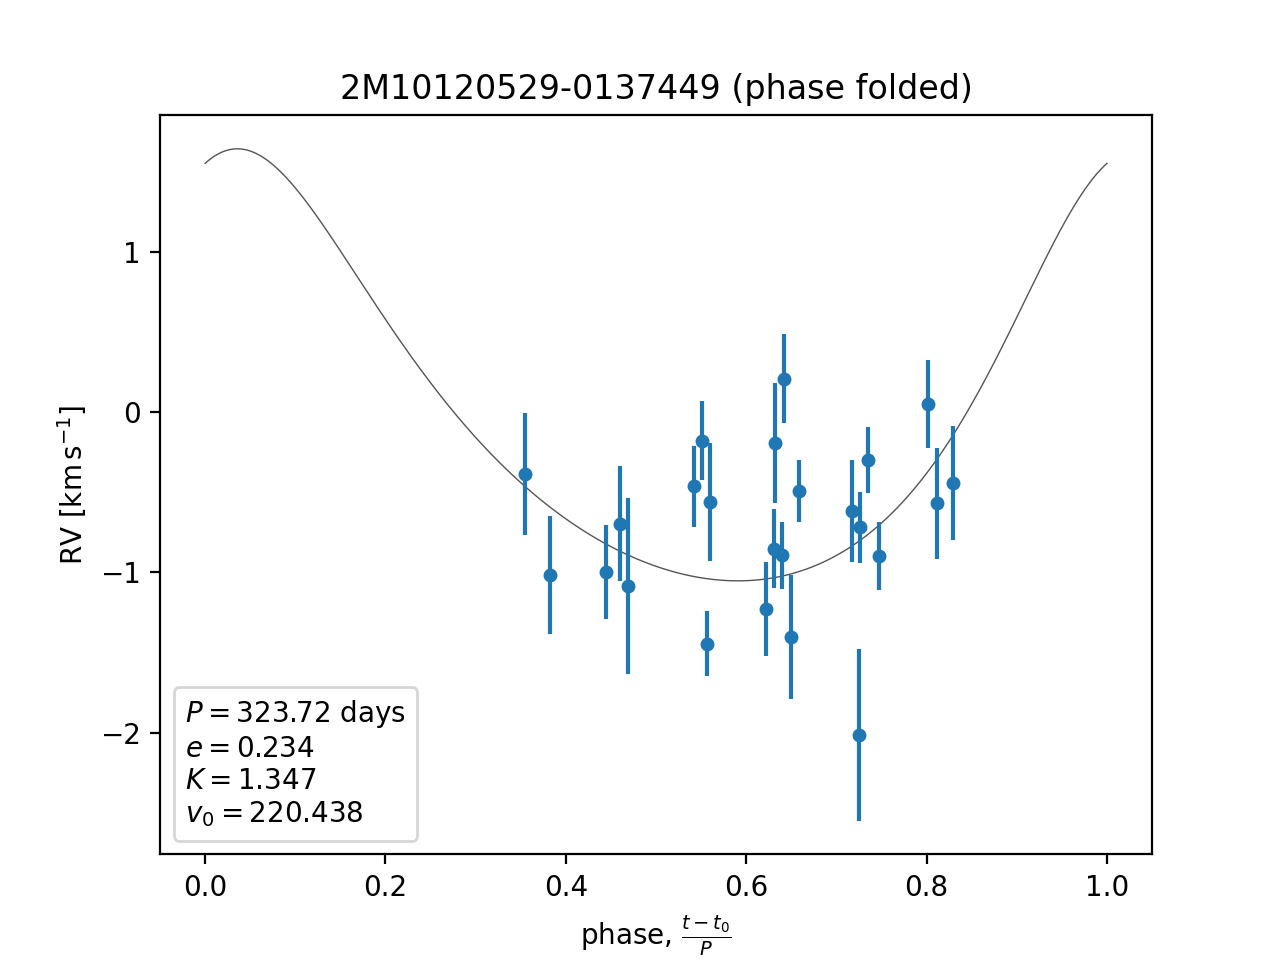 2M10120529-0137449 (phase folded)
RV [km s⁻¹]
1
0
−1
−2
P = 323.72 days
e = 0.234
K = 1.347
v₀ = 220.438
0.0 0.2 0.4 0.6 0.8 1.0
phase, (t − t₀)/P